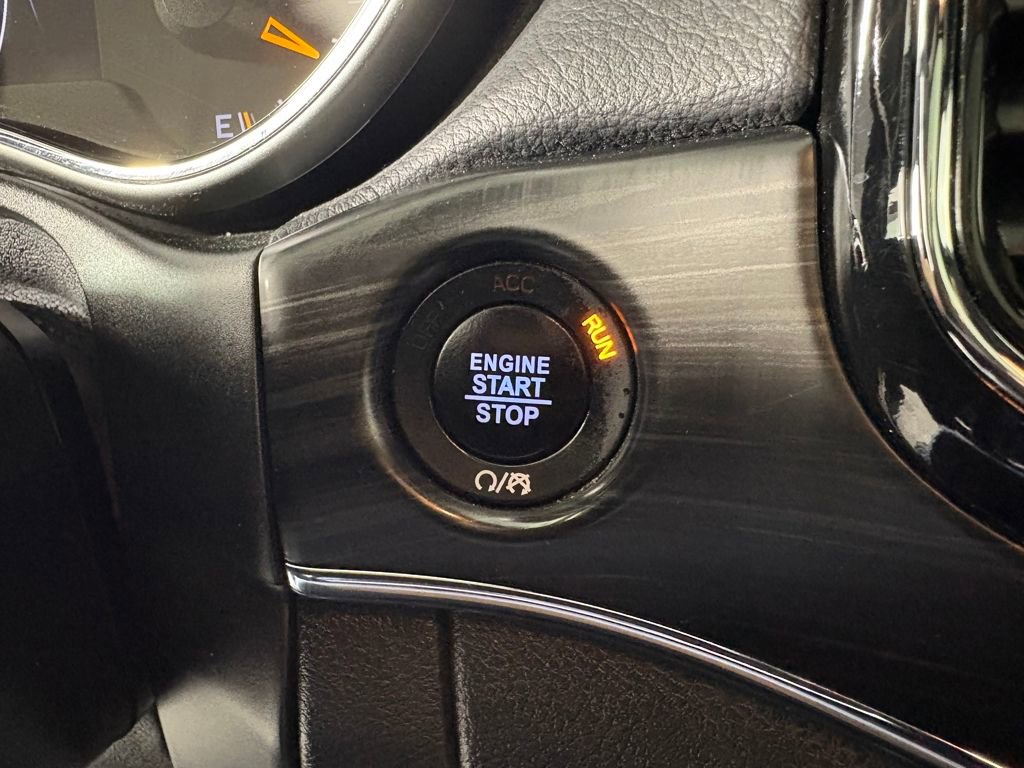 E
ACC
RUN
ENGINE
START
STOP